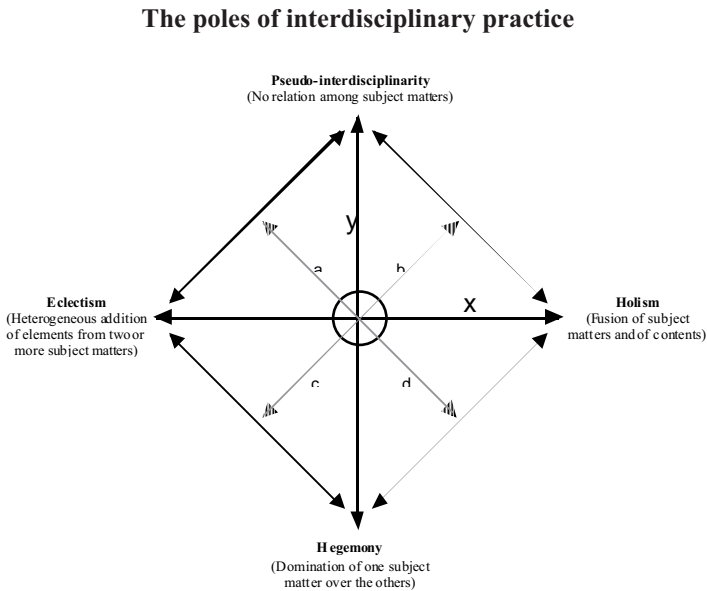 The poles of interdisciplinary practice
Pseudo-interdisciplinarity
(No relation among subject matters)
y
a
b
x
Eclectism
(Heterogeneous addition
of elements from two or
more subject matters)
Holism
(Fusion of subject
matters and of contents)
c
d
Hegemony
(Domination of one subject
matter over the others)